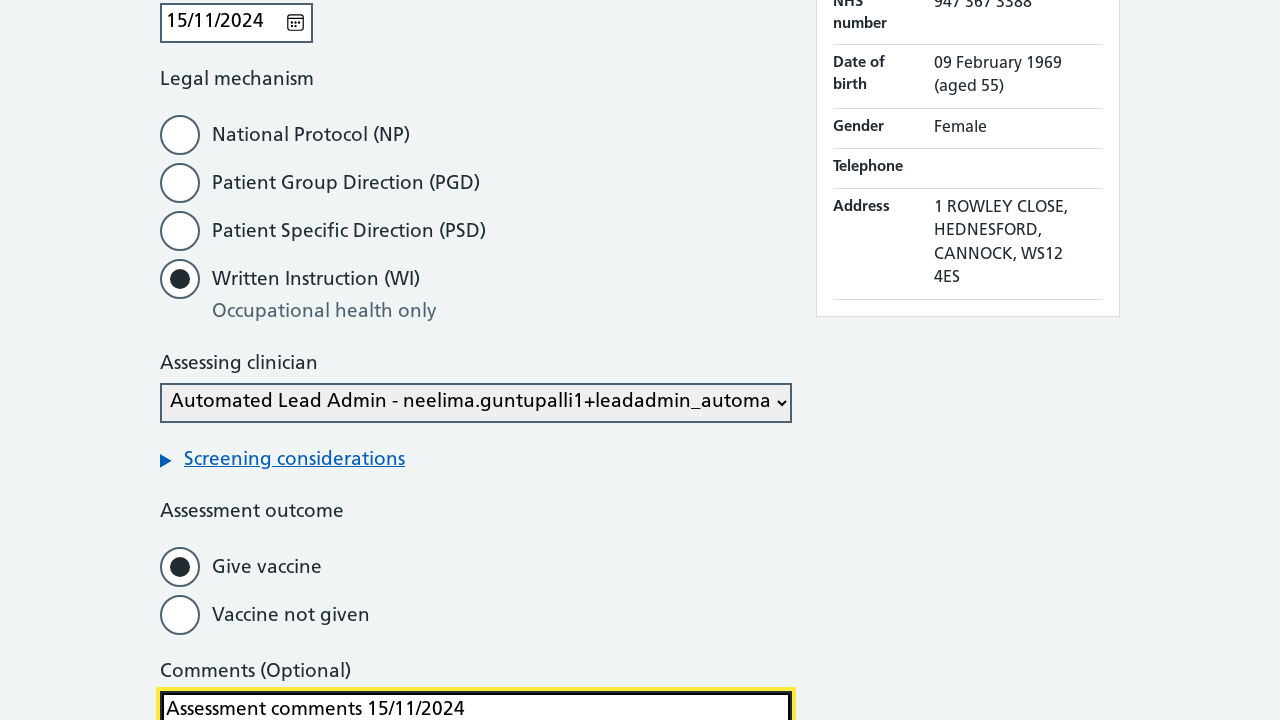 15/11/2024
Legal mechanism
National Protocol (NP)
Patient Group Direction (PGD)
Patient Specific Direction (PSD)
Written Instruction (WI)
Occupational health only
Assessing clinician
Automated Lead Admin - neelima.guntupalli1+leadadmin_automa
Screening considerations
Assessment outcome
Give vaccine
Vaccine not given
Comments (Optional)
Assessment comments 15/11/2024
NHS number
947 367 3388
Date of birth
09 February 1969 (aged 55)
Gender
Female
Telephone
Address
1 ROWLEY CLOSE,
HEDNESFORD,
CANNOCK, WS12
4ES